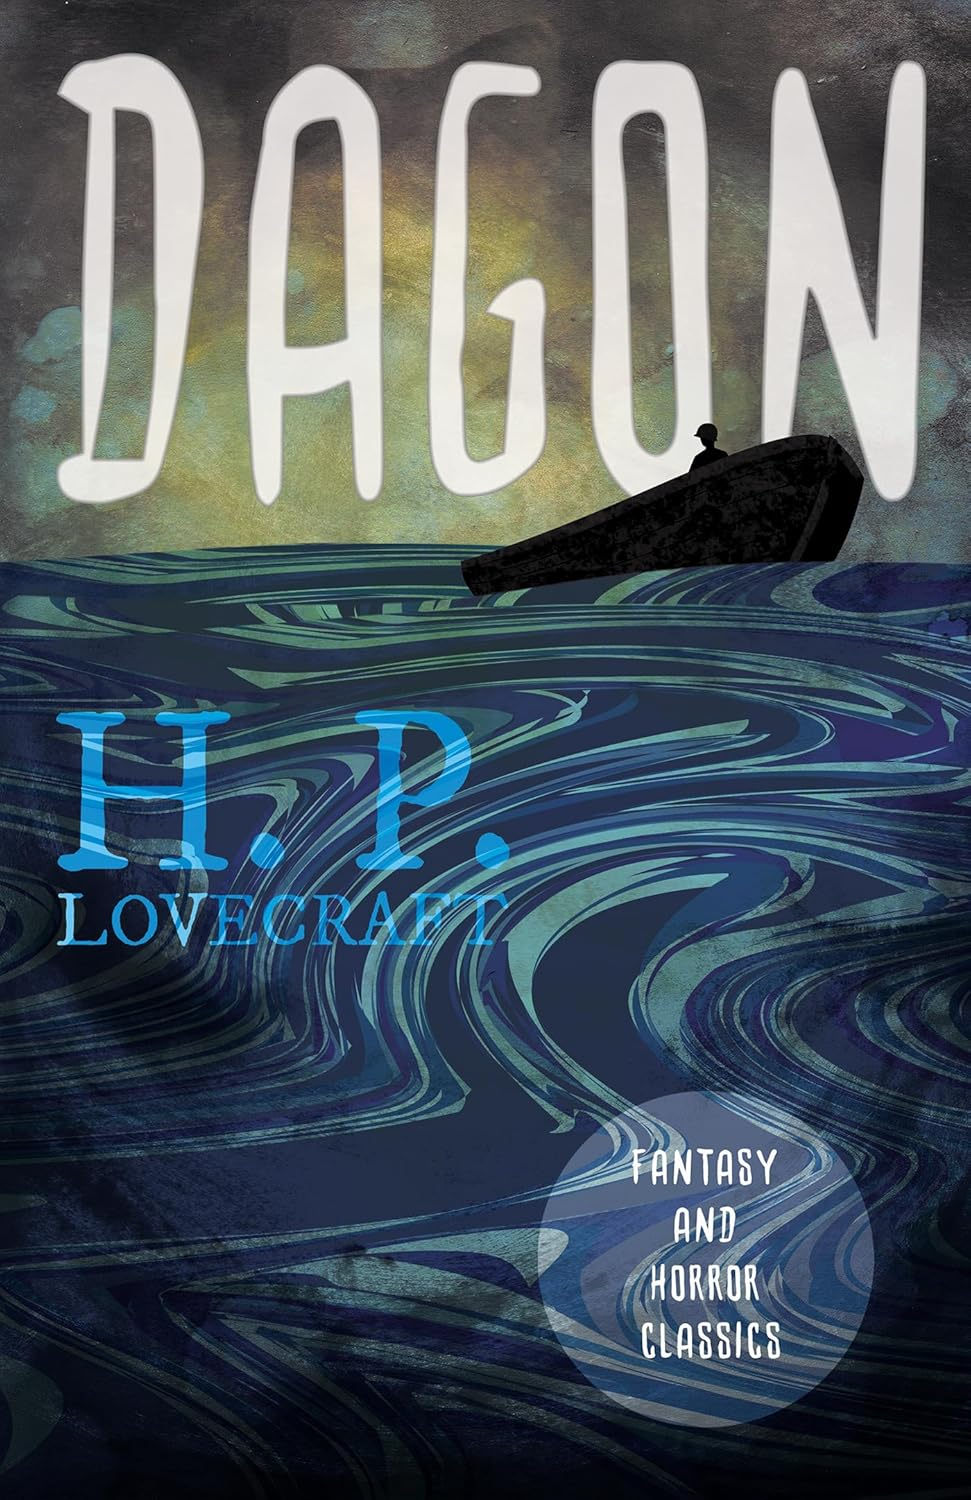 DAGON
H. P.
LOVECRAFT
FANTASY
AND
HORROR
CLASSICS